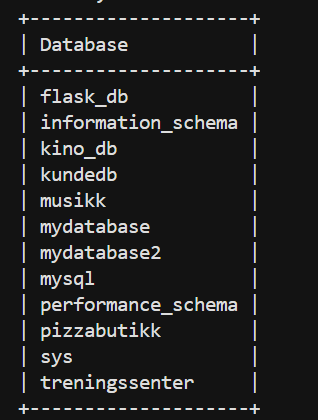 +--------------------+
| Database           |
+--------------------+
| flask_db           |
| information_schema |
| kino_db            |
| kundedb            |
| musikk             |
| mydatabase         |
| mydatabase2        |
| mysql              |
| performance_schema |
| pizzabutikk        |
| sys                |
| treningssenter     |
+--------------------+